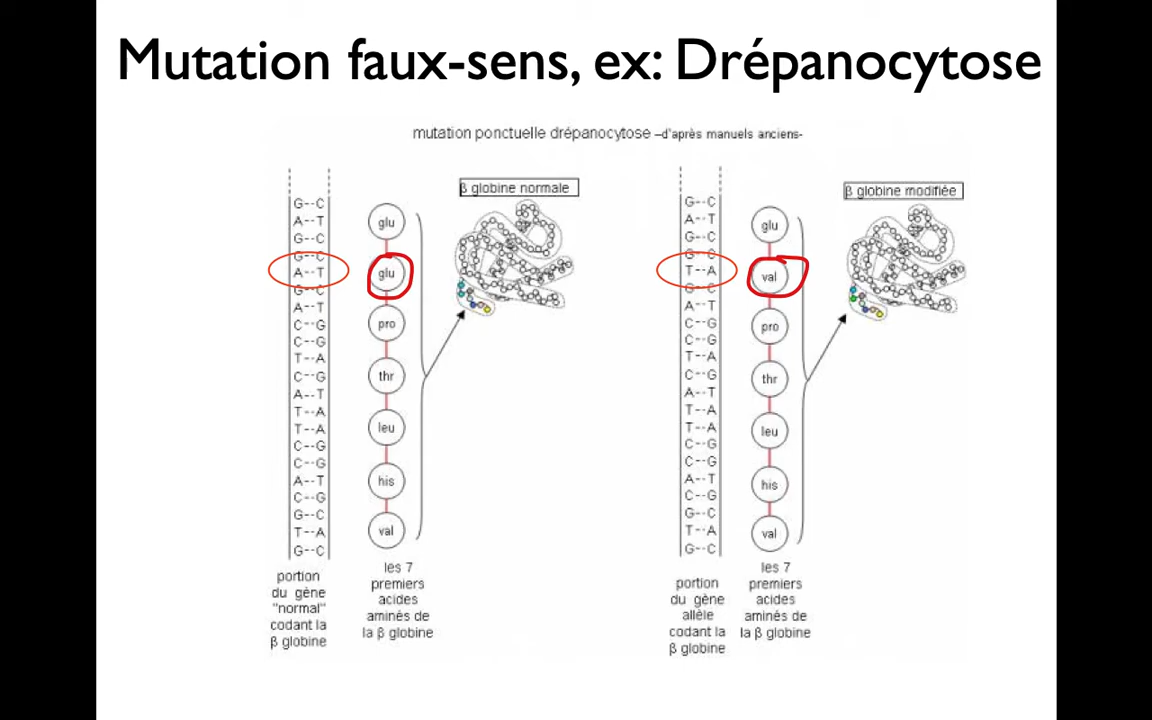 Mutation faux-sens, ex: Drépanocytose
mutation ponctuelle drépanocytose –d'après manuels anciens-
β globine normale
G--C
A--T
G--C
G--C
A--T
G--C
A--T
C--G
C--G
T--A
C--G
A--T
T--A
T--A
C--G
C--G
A--T
C--G
G--C
T--A
G--C
glu
glu
pro
thr
leu
his
val
portion
du gène
"normal"
codant la
β globine
les 7
premiers
acides
aminés de
la β globine
β globine modifiée
G--C
A--T
G--C
G--C
T--A
G--C
A--T
C--G
C--G
T--A
C--G
A--T
T--A
T--A
C--G
C--G
A--T
C--G
G--C
T--A
G--C
glu
val
pro
thr
leu
his
val
portion
du gène
allèle
codant la
β globine
les 7
premiers
acides
aminés de
la β globine